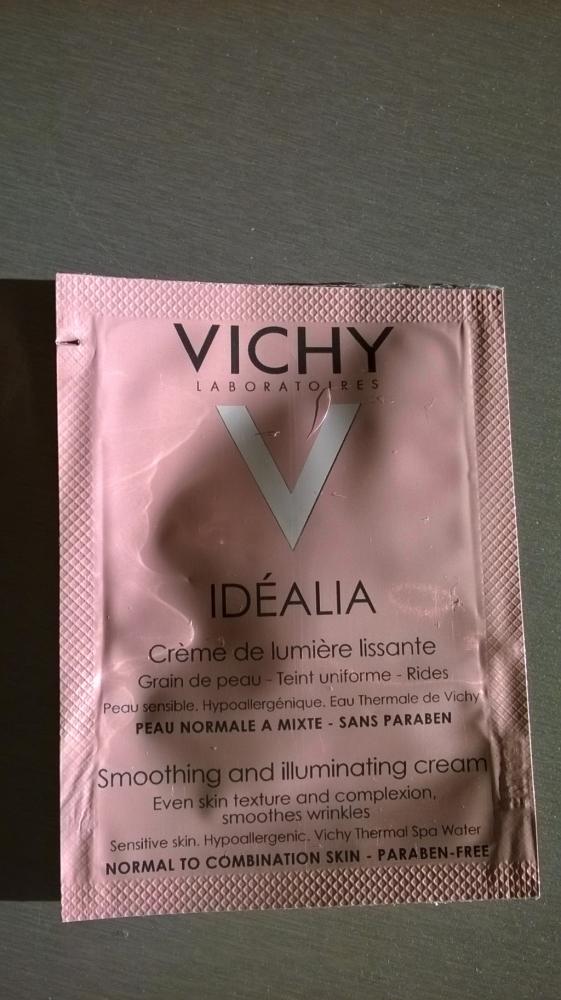 VICHY
LABORATOIRES
V
IDÉALIA
Crème de lumière lissante
Grain de peau - Teint uniforme - Rides
Peau sensible. Hypoallergénique. Eau Thermale de Vichy
PEAU NORMALE A MIXTE - SANS PARABEN
Smoothing and illuminating cream
Even skin texture and complexion,
smoothes wrinkles
Sensitive skin. Hypoallergenic. Vichy Thermal Spa Water
NORMAL TO COMBINATION SKIN - PARABEN-FREE